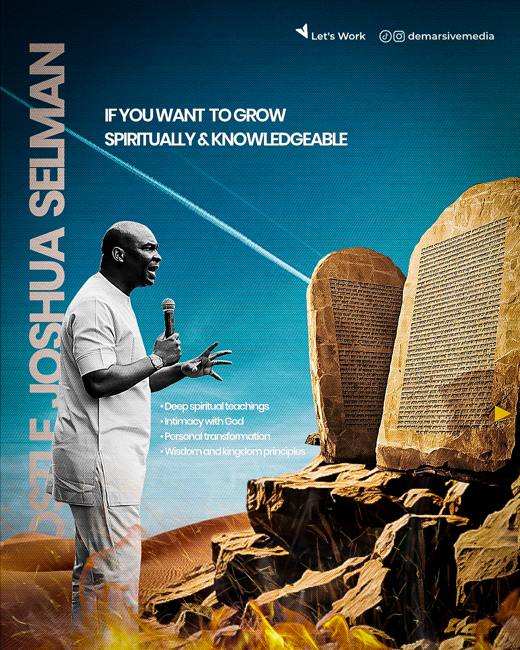 Let's Work demarsivemedia
IF YOU WANT TO GROW
SPIRITUALLY & KNOWLEDGEABLE
OSTLE JOSHUA SELMAN
• Deep spiritual teachings
• Intimacy with God
• Personal transformation
• Wisdom and kingdom principles